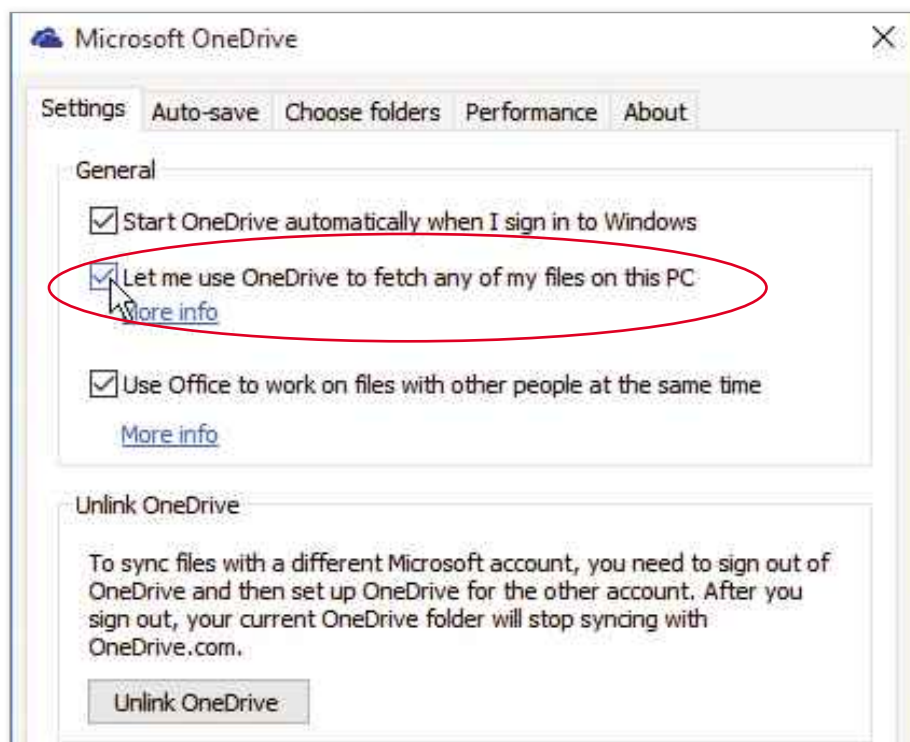 Microsoft OneDrive
Settings Auto-save Choose folders Performance About
General
Start OneDrive automatically when I sign in to Windows
Let me use OneDrive to fetch any of my files on this PC
More info
Use Office to work on files with other people at the same time
More info
Unlink OneDrive
To sync files with a different Microsoft account, you need to sign out of
OneDrive and then set up OneDrive for the other account. After you
sign out, your current OneDrive folder will stop syncing with
OneDrive.com.
Unlink OneDrive